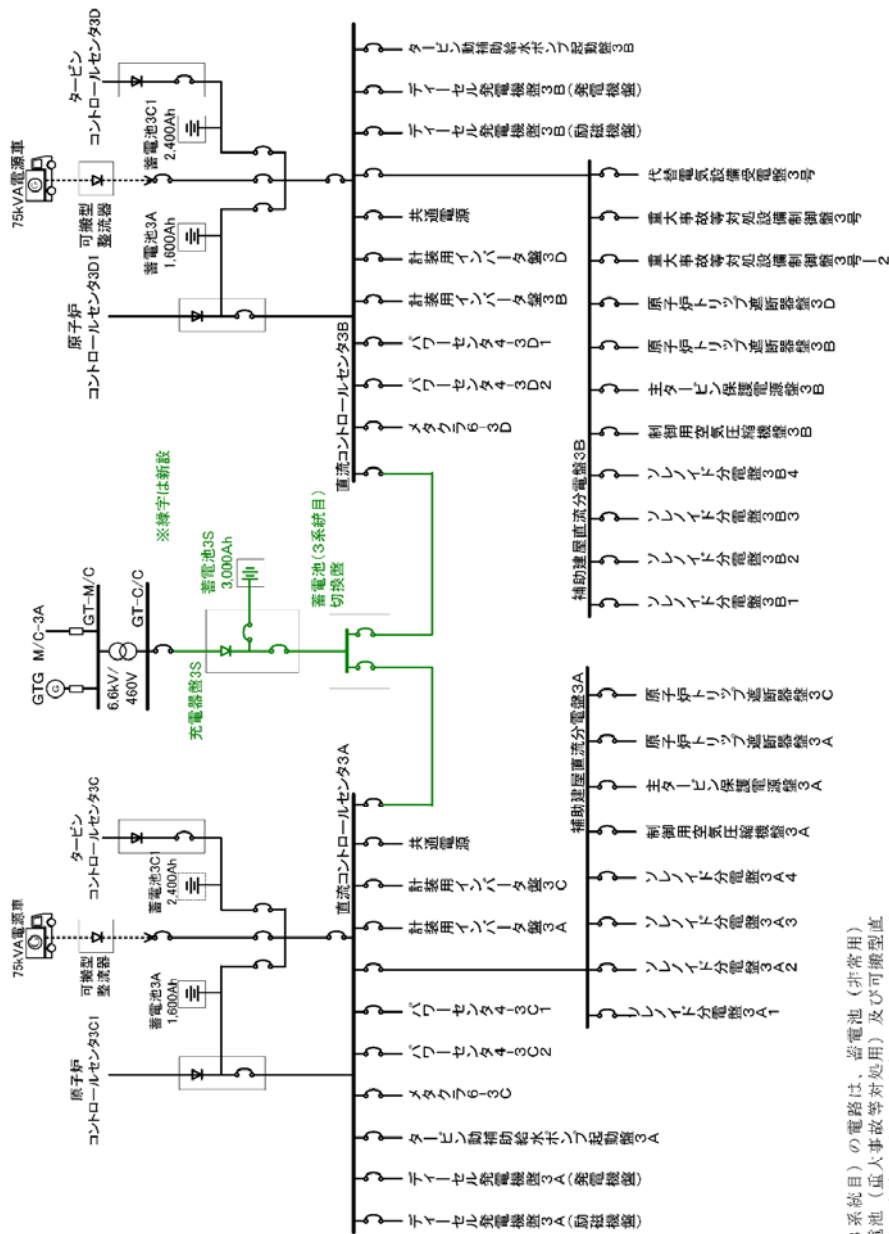 75kVA電源車
可搬型
整流器
原子炉
コントロールセンタ3C1
タービン
コントロールセンタ3C
蓄電池3A
1,600Ah
蓄電池3C1
2,400Ah
直流コントロールセンタ3A
ディーゼル発電機盤3A(励磁機盤)
ディーゼル発電機盤3A(発電機盤)
タービン動補助給水ポンプ起動盤3A
メタクラ6-3C
パワーセンタ4-3C2
パワーセンタ4-3C1
計装用インバータ盤3A
計装用インバータ盤3C
共通電源
補助建屋直流分電盤3A
ソレノイド分電盤3A1
ソレノイド分電盤3A2
ソレノイド分電盤3A3
ソレノイド分電盤3A4
制御用空気圧縮機盤3A
主タービン保護電源盤3A
原子炉トリップ遮断器盤3A
原子炉トリップ遮断器盤3C
GTG
M/C-3A
GT-M/C
6.6kV/
460V
GT-C/C
※緑字は新設
充電器盤3S
蓄電池3S
3,000Ah
蓄電池(3系統目)
切換盤
75kVA電源車
可搬型
整流器
原子炉
コントロールセンタ3D1
タービン
コントロールセンタ3D
蓄電池3A
1,600Ah
蓄電池3C1
2,400Ah
直流コントロールセンタ3B
メタクラ6-3D
パワーセンタ4-3D2
パワーセンタ4-3D1
計装用インバータ盤3B
計装用インバータ盤3D
共通電源
ディーゼル発電機盤3B(励磁機盤)
ディーゼル発電機盤3B(発電機盤)
タービン動補助給水ポンプ起動盤3B
補助建屋直流分電盤3B
ソレノイド分電盤3B1
ソレノイド分電盤3B2
ソレノイド分電盤3B3
ソレノイド分電盤3B4
制御用空気圧縮機盤3B
主タービン保護電源盤3B
原子炉トリップ遮断器盤3B
原子炉トリップ遮断器盤3D
重大事故等対処設備制御盤3号-2
重大事故等対処設備制御盤3号
代替電気設備受電盤3号
系統目）の電路は、蓄電池（非常用）
電池（重大事故等対処用）及び可搬型直